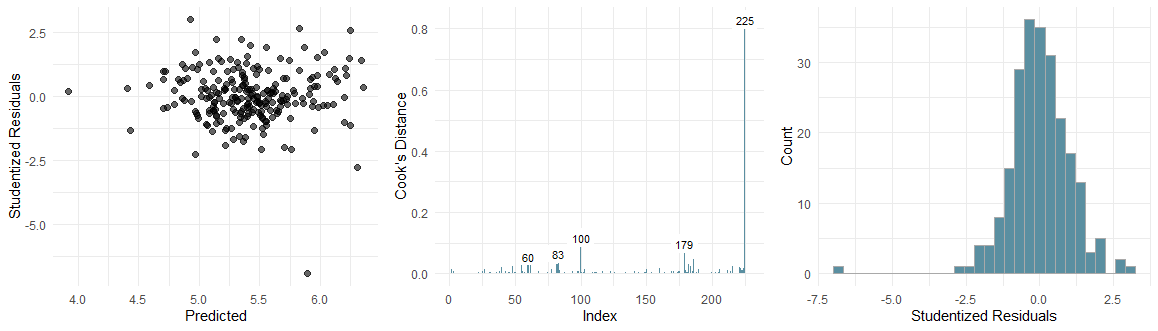 Studentized Residuals
2.5
0.0
-2.5
-5.0
4.0 4.5 5.0 5.5 6.0
Predicted
Cook's Distance
0.8
0.6
0.4
0.2
0.0
225
60
83
100
179
0 50 100 150 200
Index
Count
30
20
10
0
-7.5 -5.0 -2.5 0.0 2.5
Studentized Residuals